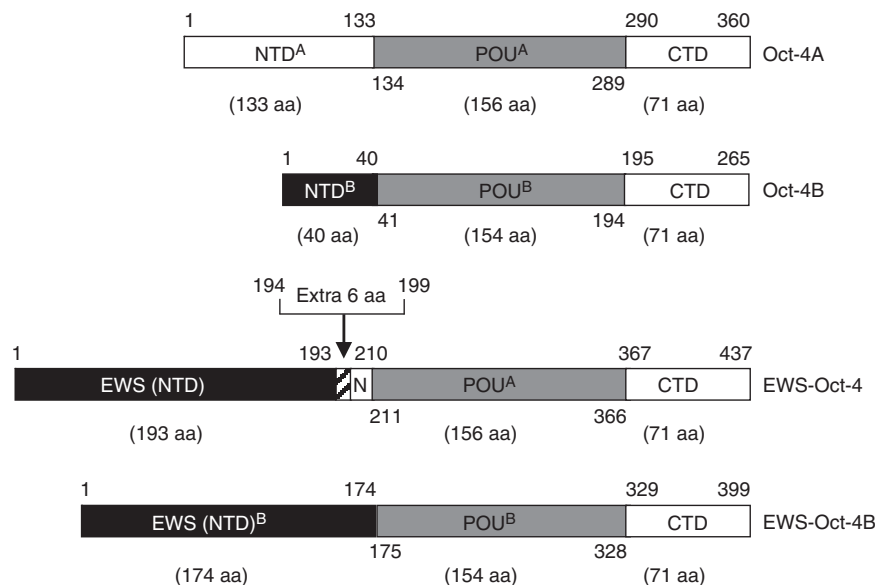 1 133 290 360
NTDA POUA CTD Oct-4A
134 289
(133 aa) (156 aa) (71 aa)
1 40 195 265
NTDB POUB CTD Oct-4B
41 194
(40 aa) (154 aa) (71 aa)
194 Extra 6 aa 199
1 193 210 367 437
EWS (NTD) N POUA CTD EWS-Oct-4
211 366
(193 aa) (156 aa) (71 aa)
1 174 329 399
EWS (NTD)B POUB CTD EWS-Oct-4B
175 328
(174 aa) (154 aa) (71 aa)